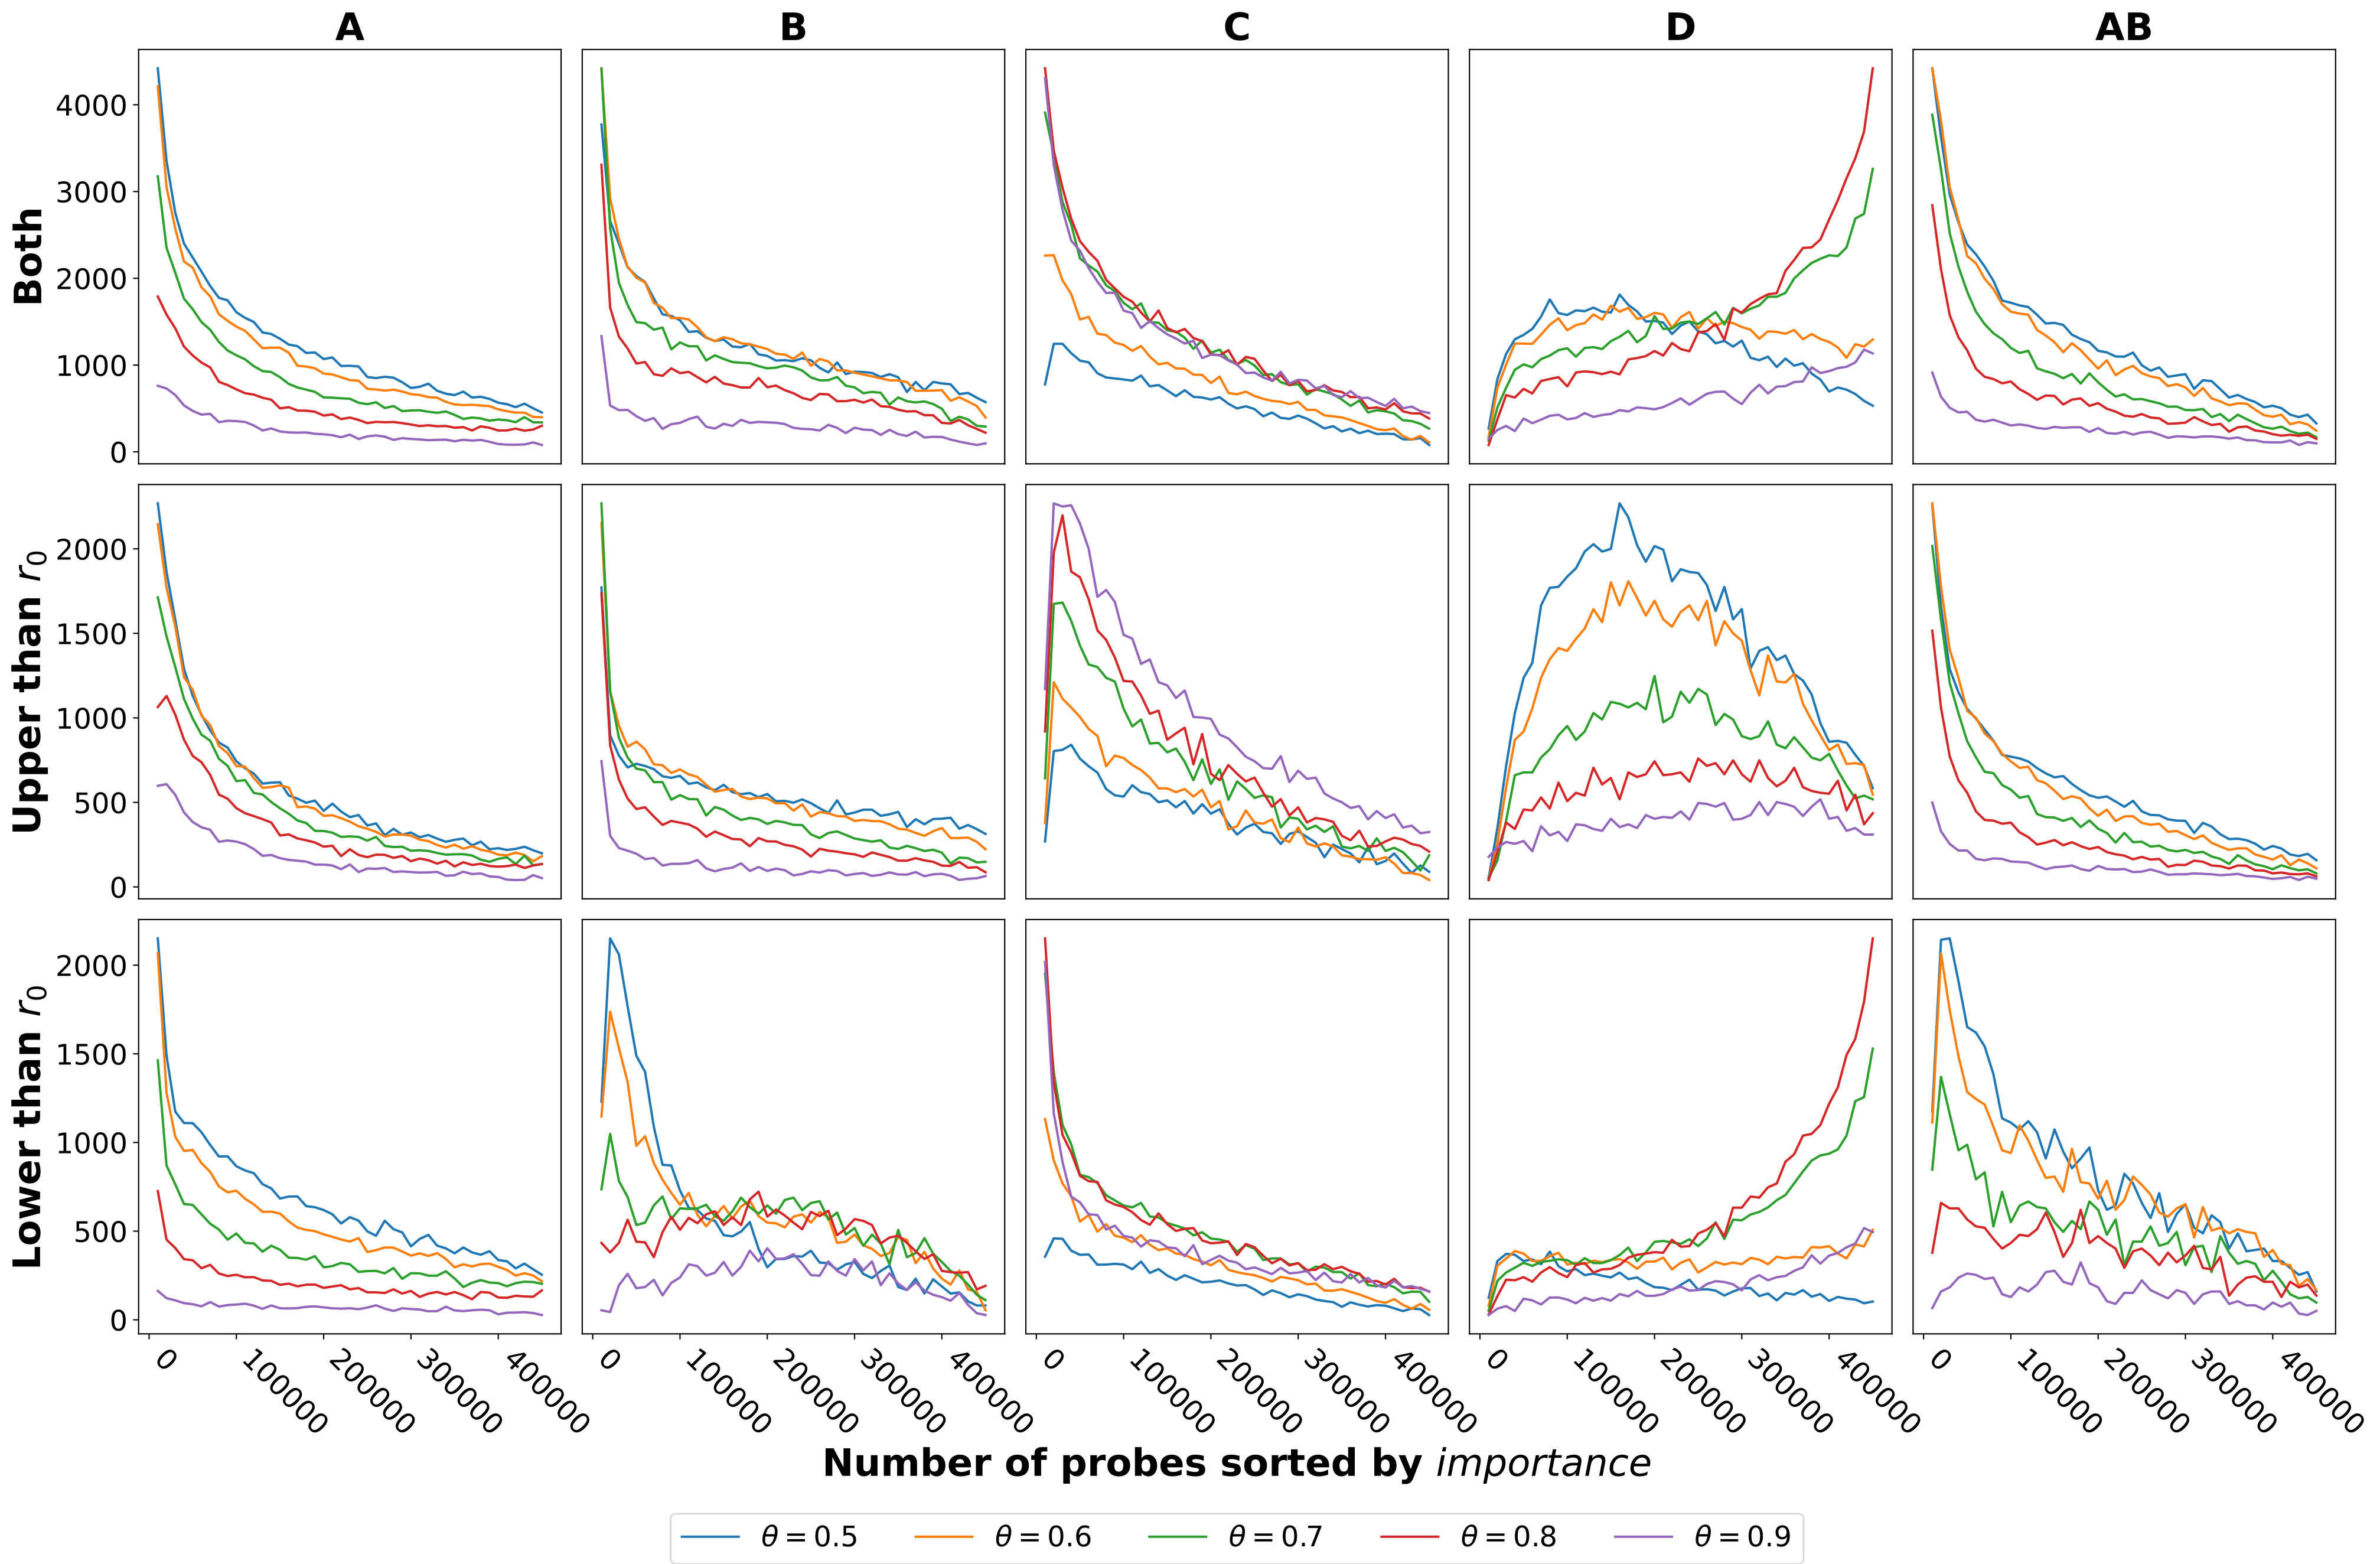 A B C D AB
Both
4000
3000
2000
1000
0
Upper than r₀
2000
1500
1000
500
0
Lower than r₀
2000
1500
1000
500
0
0 100000 200000 300000 400000 0 100000 200000 300000 400000 0 100000 200000 300000 400000 0 100000 200000 300000 400000 0 100000 200000 300000 400000
Number of probes sorted by importance
θ = 0.5 θ = 0.6 θ = 0.7 θ = 0.8 θ = 0.9